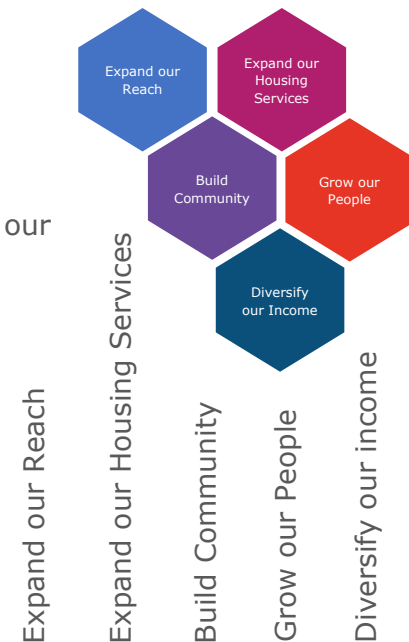 Expand our
Reach
Expand our
Housing
Services
Build
Community
Grow our
People
our
Diversify
our Income
Expand our Reach
Expand our Housing Services
Build Community
Grow our People
Diversify our income